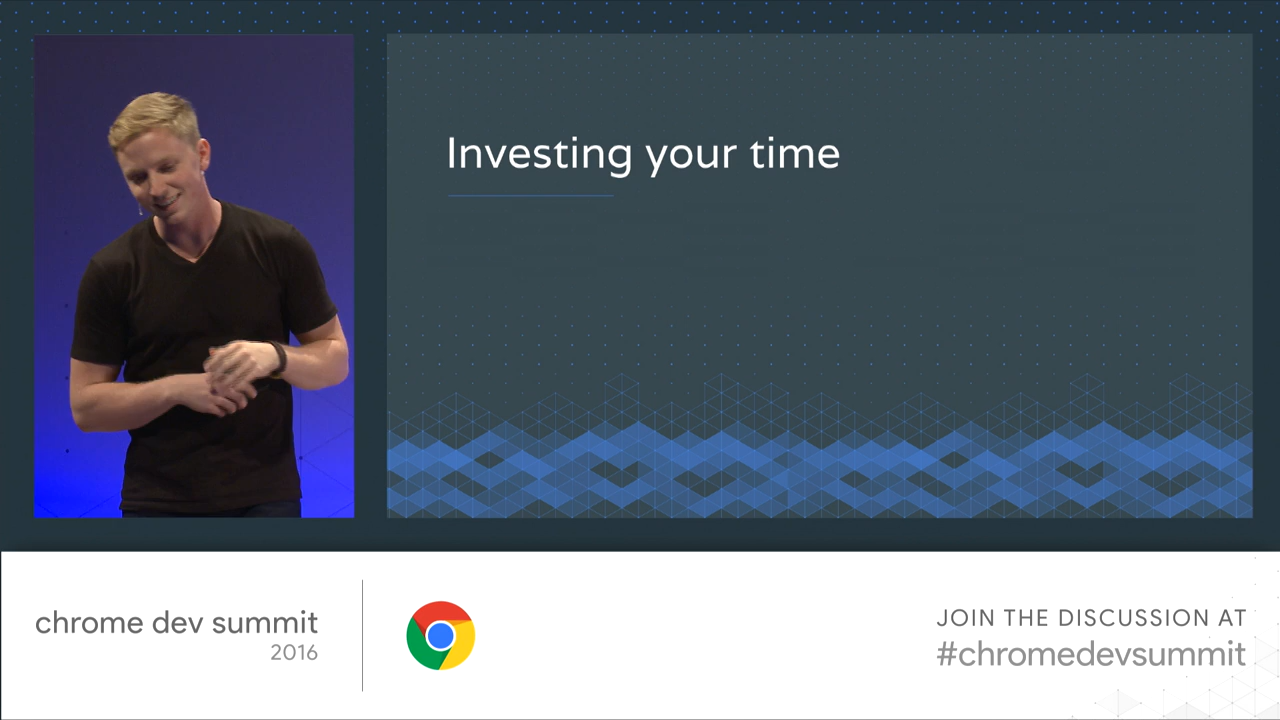 Investing your time
chrome dev summit
2016
JOIN THE DISCUSSION AT
#chromedevsummit